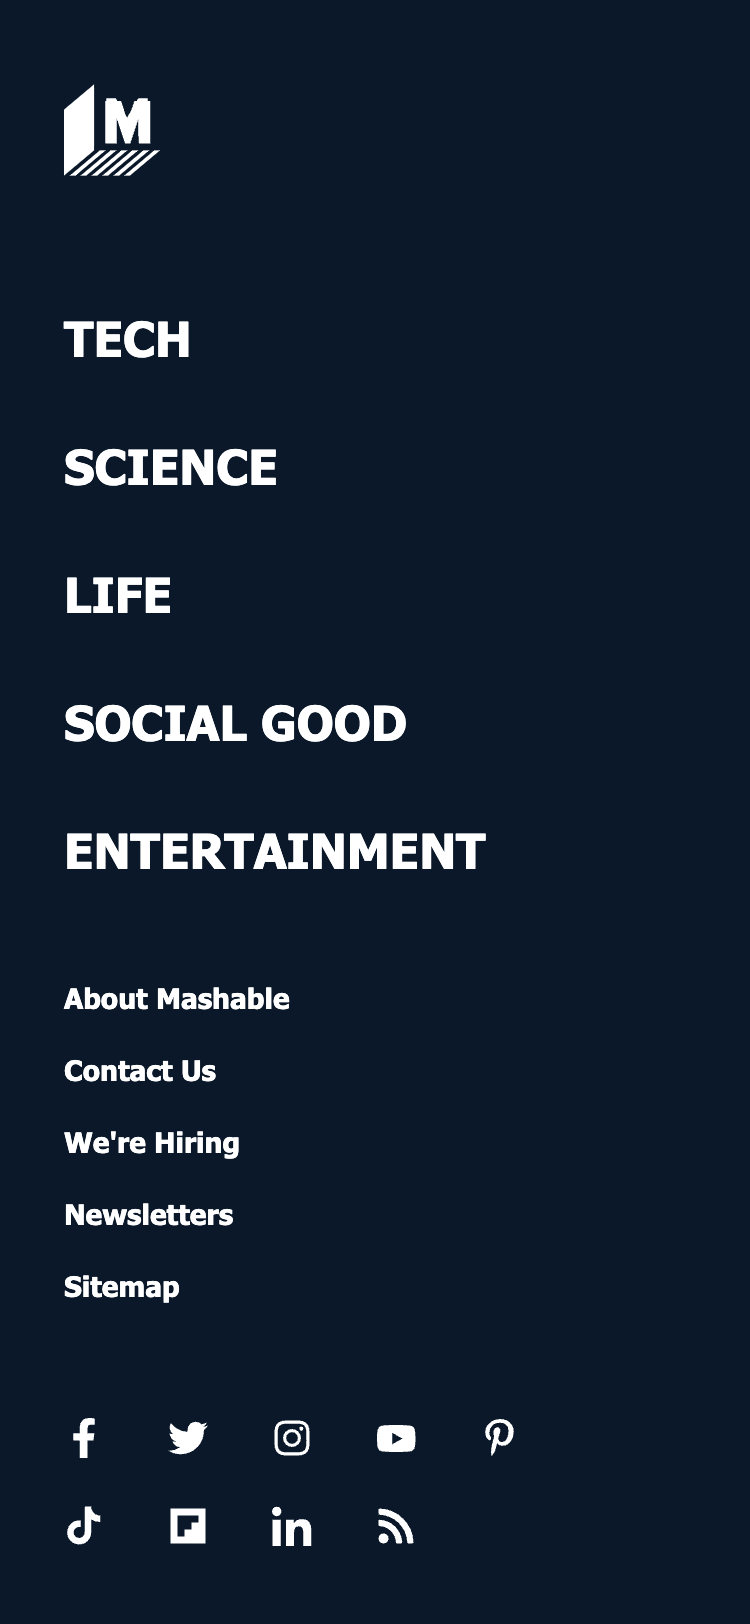 M
TECH
SCIENCE
LIFE
SOCIAL GOOD
ENTERTAINMENT
About Mashable
Contact Us
We're Hiring
Newsletters
Sitemap